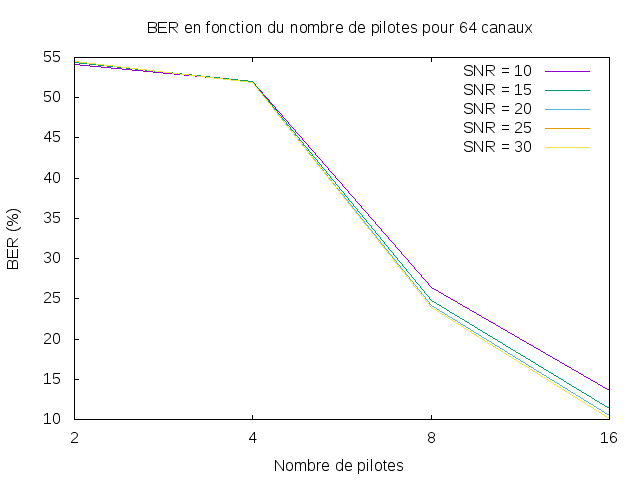 BER en fonction du nombre de pilotes pour 64 canaux
55
50
45
40
35
30
25
20
15
10
BER (%)
SNR = 10
SNR = 15
SNR = 20
SNR = 25
SNR = 30
2 4 8 16
Nombre de pilotes